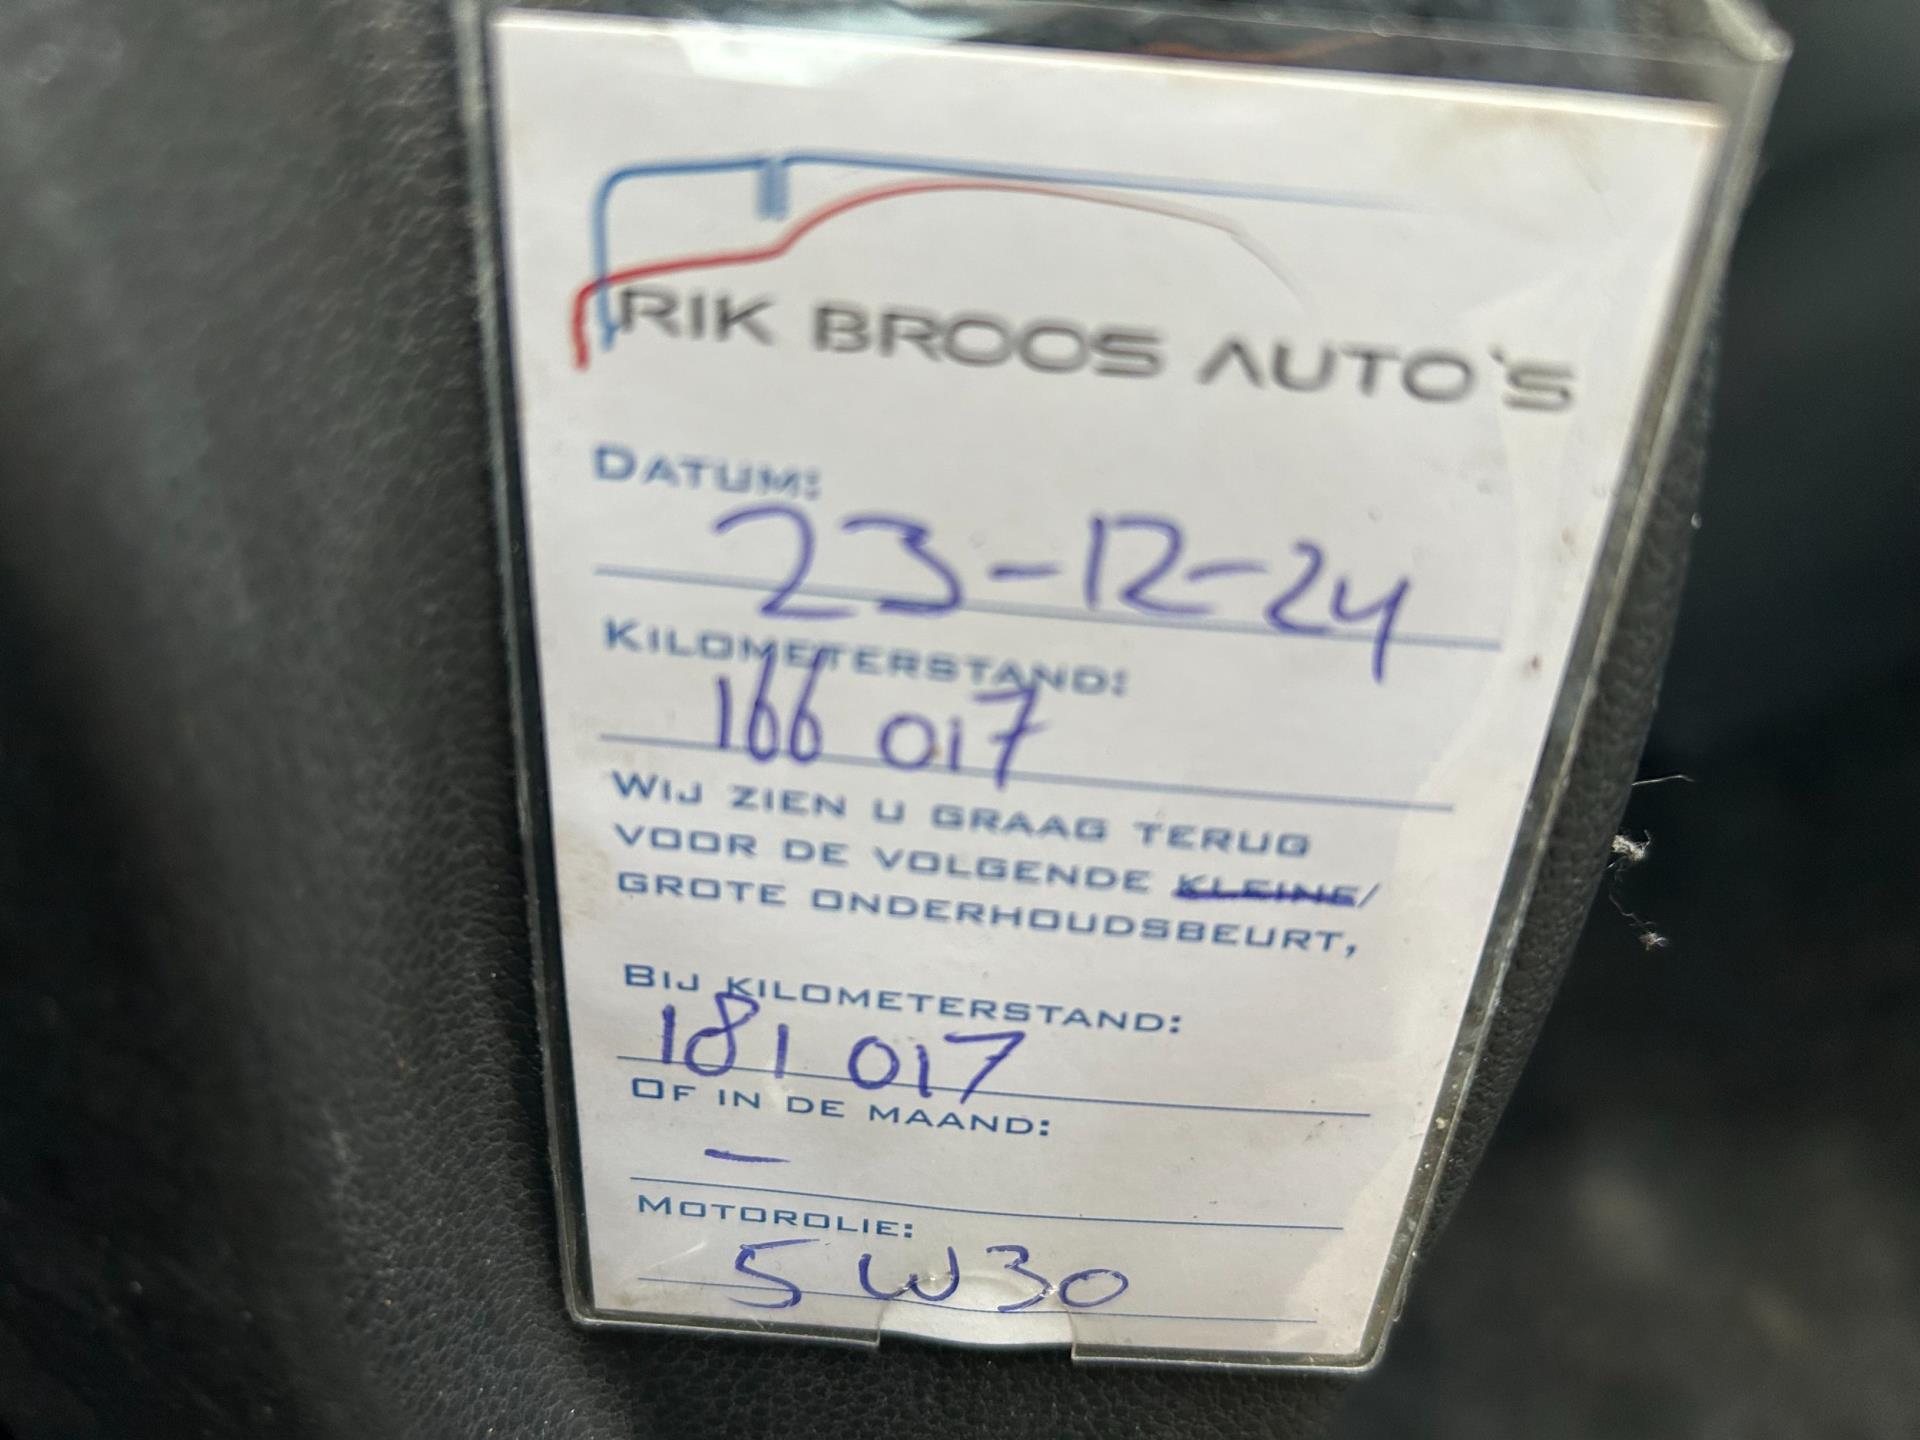 RIK BROOS AUTO'S
DATUM:
23-12-24
KILOMETERSTAND:
166 017
WIJ ZIEN U GRAAG TERUG
VOOR DE VOLGENDE KLEINE/
GROTE ONDERHOUDSBEURT,
BIJ KILOMETERSTAND:
181 017
OF IN DE MAAND:
–
MOTOROLIE:
5W30